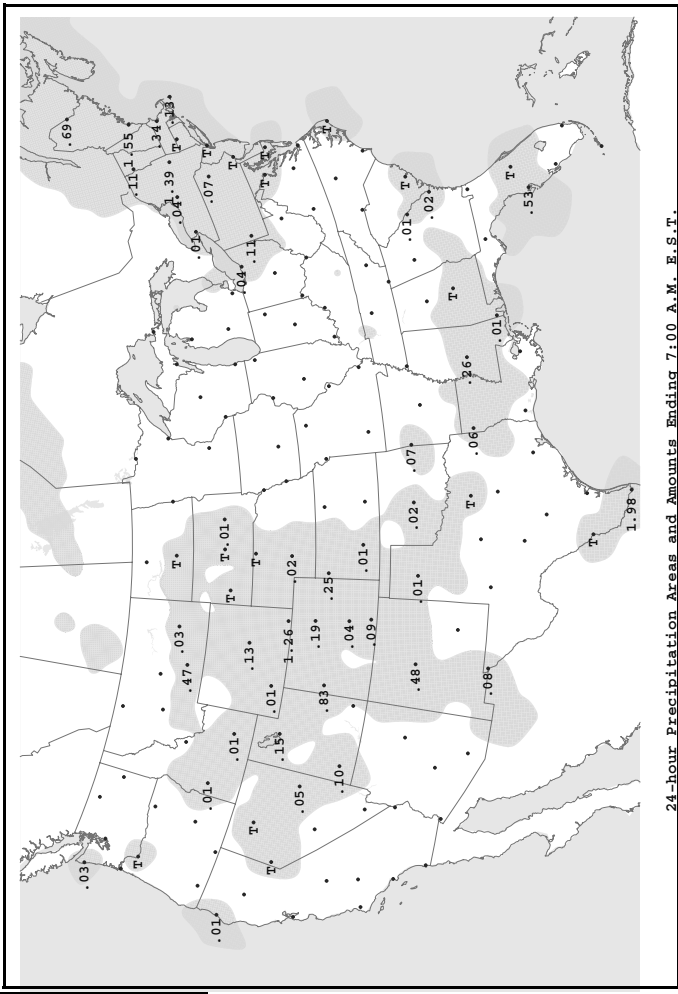 .69
.03
1.55
.11
T
.34
.13
1.39
T
.04
T
.03
.47
.01
T
.07
.01
.01
T .01
T
T
.01
.04
.13
.11
T
T
T
T
.01
T
.15
1.26
.02
.05
.19
.83
T
.25
.10
.04
.01
.09
T
.01
.07
.02
.48
.01
.02
T
.26
T
.06
.08
.01
T
.53
T
1.98
24-hour Precipitation Areas and Amounts Ending 7:00 A.M. E.S.T.